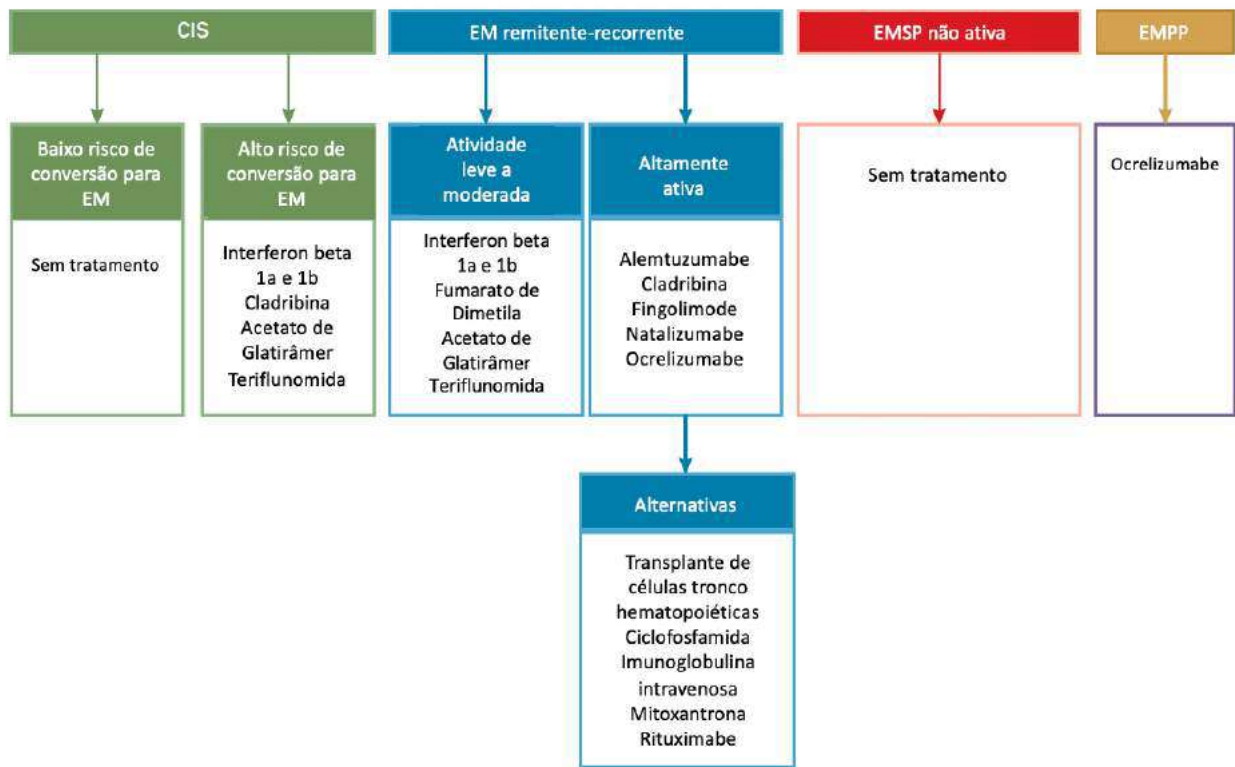 CIS
EM remitente-recorrente
EMSP não ativa
EMPP
Baixo risco de
conversão para
EM
Sem tratamento
Alto risco de
conversão para
EM
Interferon beta
1a e 1b
Cladribina
Acetato de
Glatirâmer
Teriflunomida
Atividade
leve a
moderada
Interferon beta
1a e 1b
Fumarato de
Dimetila
Acetato de
Glatirâmer
Teriflunomida
Altamente
ativa
Alemtuzumabe
Cladribina
Fingolimode
Natalizumabe
Ocrelizumabe
Sem tratamento
Ocrelizumabe
Alternativas
Transplante de
células tronco
hematopoiéticas
Ciclofosfamida
Imunoglobulina
intravenosa
Mitoxantrona
Rituximabe